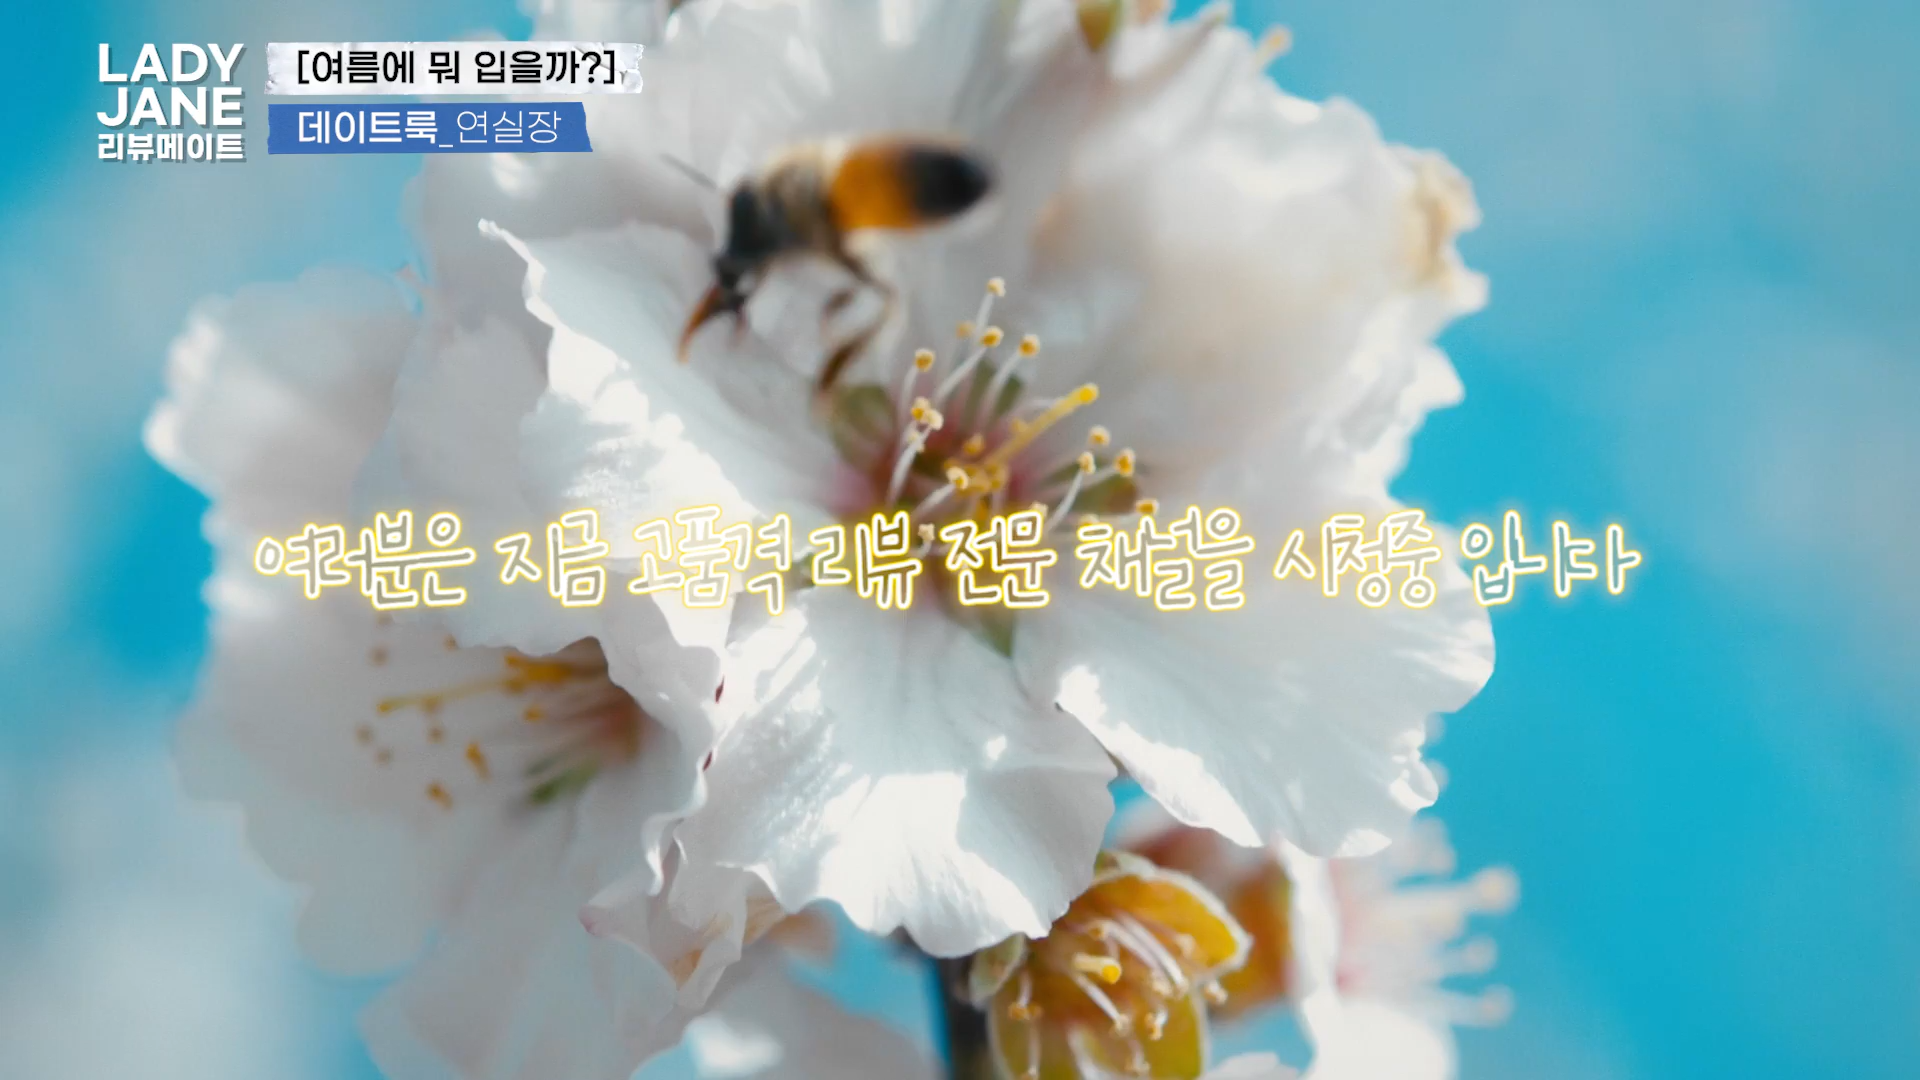 LADY
JANE
리뷰메이트
[여름에 뭐 입을까?]
데이트룩_연실장
여러분은 지금 고품격 리뷰 전문 채널을 시청중 입니다